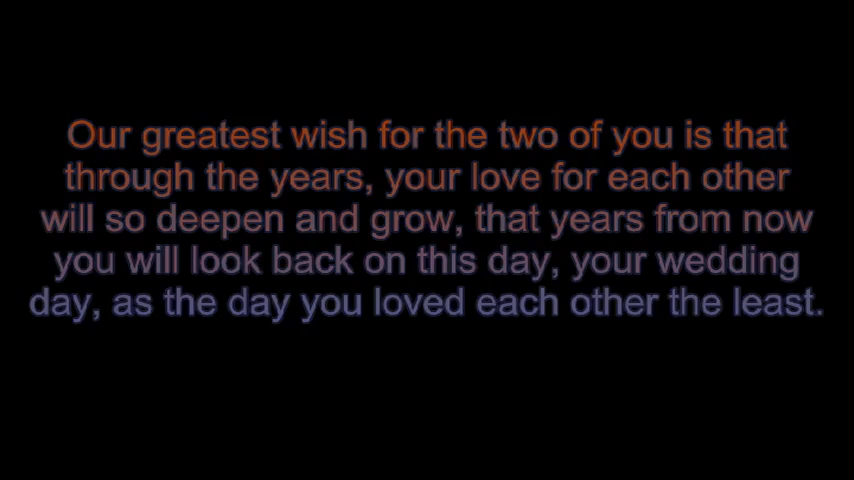 Our greatest wish for the two of you is that
through the years, your love for each other
will so deepen and grow, that years from now
you will look back on this day, your wedding
day, as the day you loved each other the least.